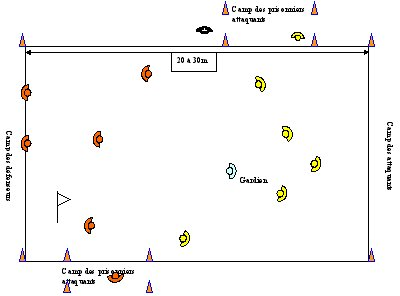 Camp des prisonniers
attaquants
20 à 30m
Camp des défenseurs
Camp des attaquants
Gardien
Camp des prisonniers
attaquants